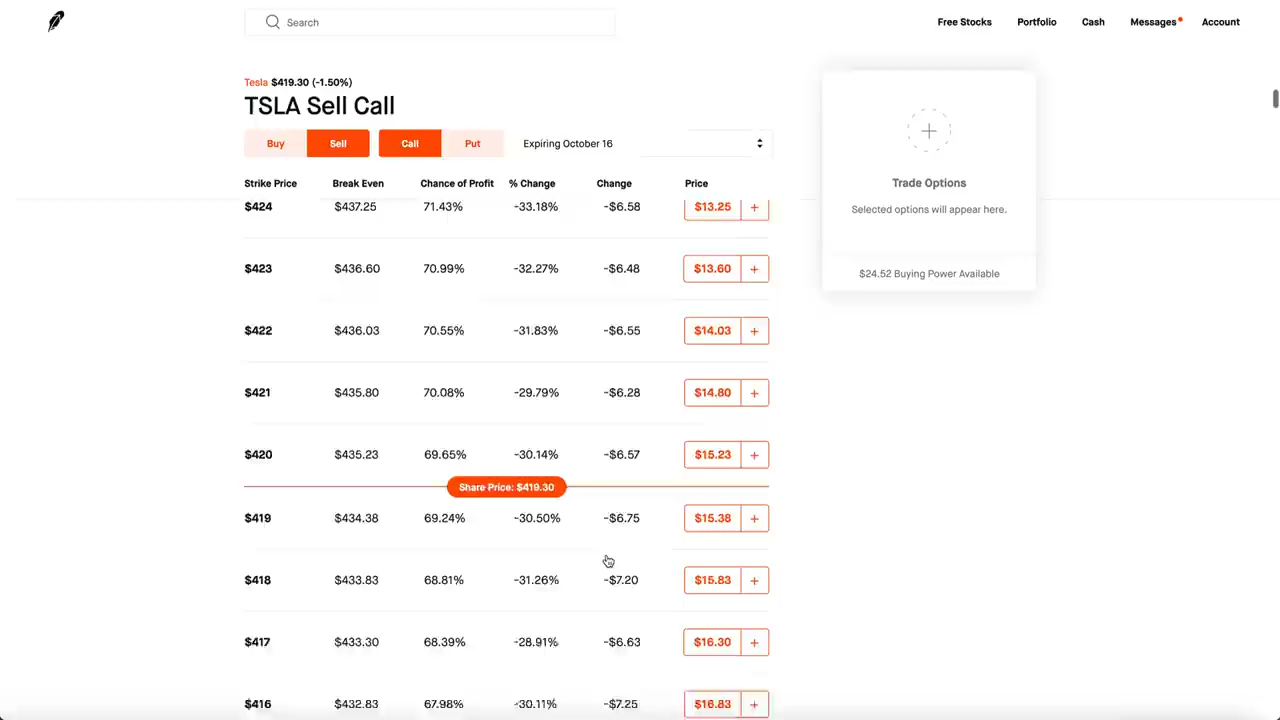 Search
Free Stocks Portfolio Cash Messages Account
Tesla $419.30 (-1.50%)
TSLA Sell Call
Buy Sell Call Put Expiring October 16
Strike Price Break Even Chance of Profit % Change Change Price
$424 $437.25 71.43% -33.18% -$6.58 $13.25 +
$423 $436.60 70.99% -32.27% -$6.48 $13.60 +
$422 $436.03 70.55% -31.83% -$6.55 $14.03 +
$421 $435.80 70.08% -29.79% -$6.28 $14.80 +
$420 $435.23 69.65% -30.14% -$6.57 $15.23 +
Share Price: $419.30
$419 $434.38 69.24% -30.50% -$6.75 $15.38 +
$418 $433.83 68.81% -31.26% -$7.20 $15.83 +
$417 $433.30 68.39% -28.91% -$6.63 $16.30 +
$416 $432.83 67.98% -30.11% -$7.25 $16.83 +
+
Trade Options
Selected options will appear here.
$24.52 Buying Power Available